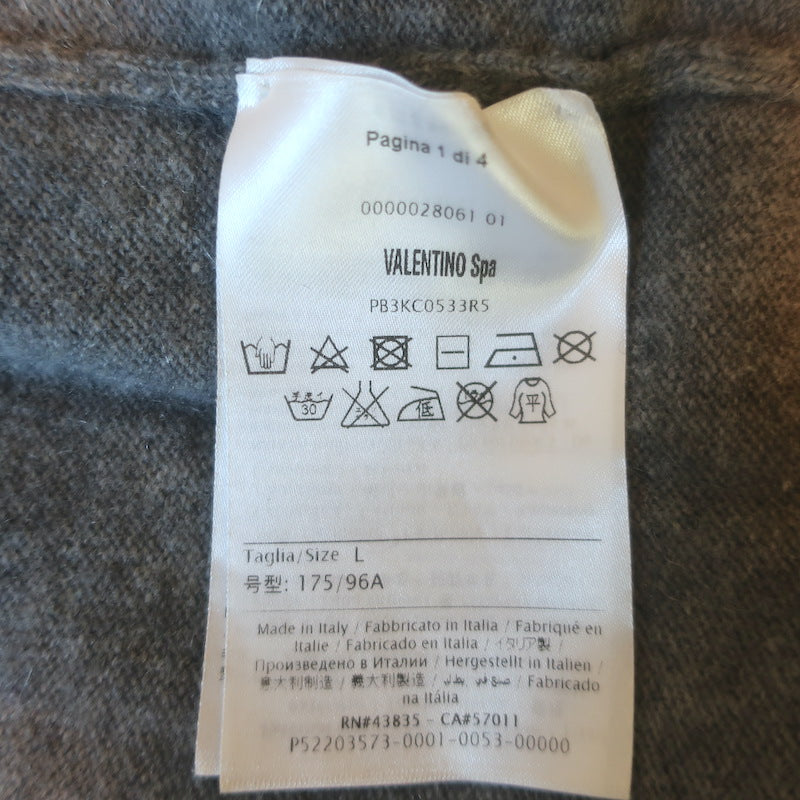 Pagina 1 di 4
0000028061 01
VALENTINO Spa
PB3KC0533R5
手洗イ 30
低 平
Taglia/Size L
号型: 175/96A
Made in Italy / Fabbricato in Italia / Fabriqué en
Italie / Fabricado en Italia / イタリア製 /
Произведено в Италии / Hergestellt in Italien /
意大利制造 / 義大利製造 / / Fabricado
na Itália
RN#43835 - CA#57011
P52203573-0001-0053-00000